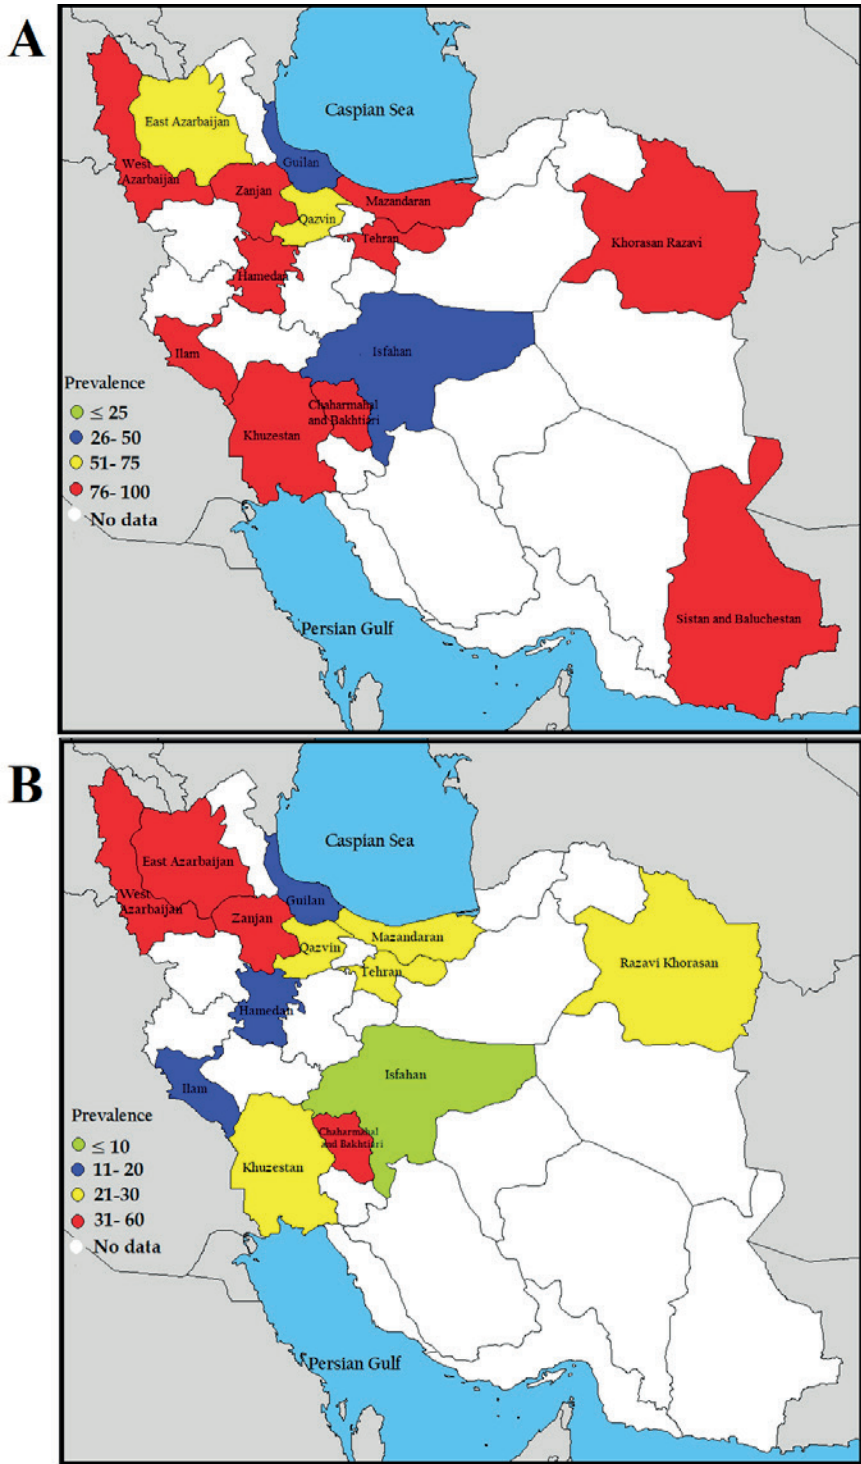 A
Caspian Sea
East Azarbaijan
Guilan
West
Azarbaijan
Zanjan
Mazandaran
Qazvin
Tehran
Khorasan Razavi
Hamedan
Ilam
Isfahan
Prevalence
≤ 25
26- 50
51- 75
76- 100
No data
Chaharmahal
and Bakhtiari
Khuzestan
Sistan and Baluchestan
Persian Gulf
B
Caspian Sea
East Azarbaijan
West
Azarbaijan
Guilan
Zanjan
Mazandaran
Qazvin
Tehran
Razavi Khorasan
Hamedan
Isfahan
Ilam
Prevalence
≤ 10
11- 20
21-30
31- 60
No data
Chaharmahal
and Bakhtiari
Khuzestan
Persian Gulf